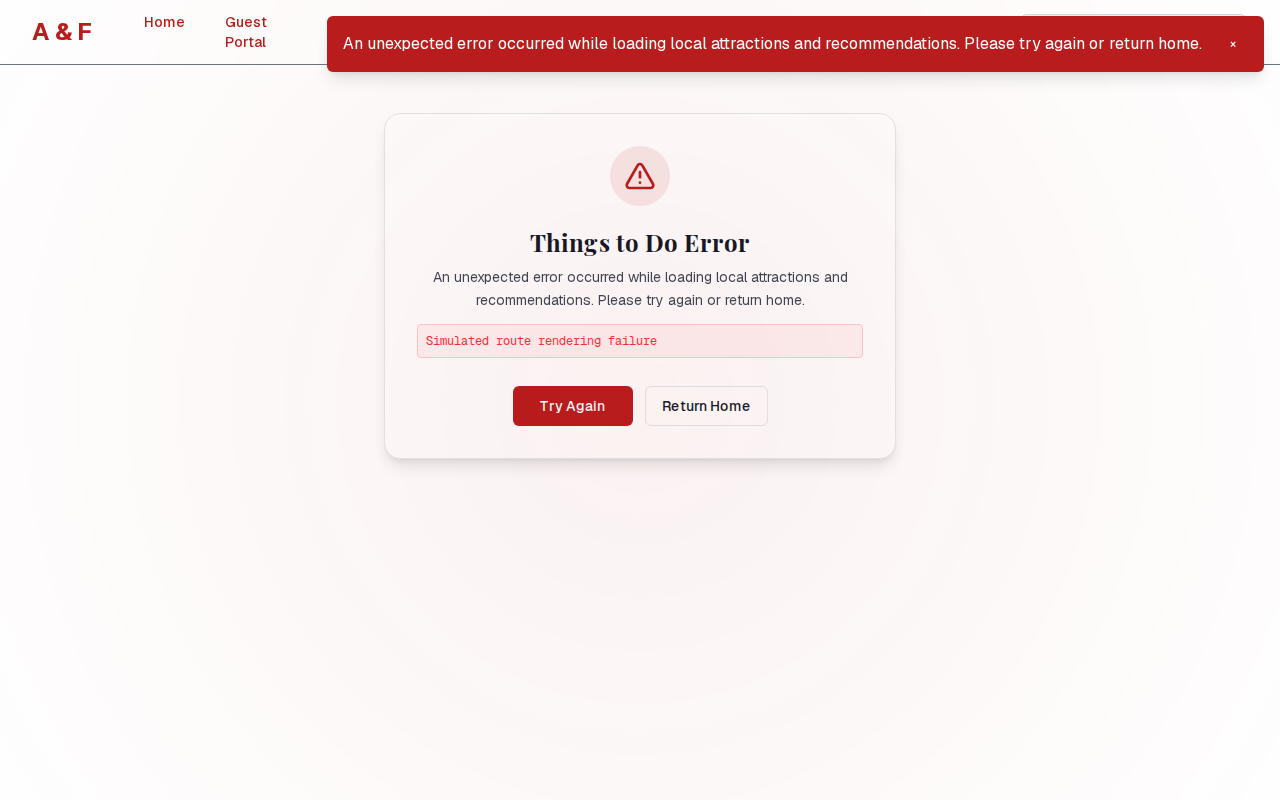 A & F
Home
Guest
Portal
An unexpected error occurred while loading local attractions and recommendations. Please try again or return home.
×
Things to Do Error
An unexpected error occurred while loading local attractions and
recommendations. Please try again or return home.
Simulated route rendering failure
Try Again
Return Home